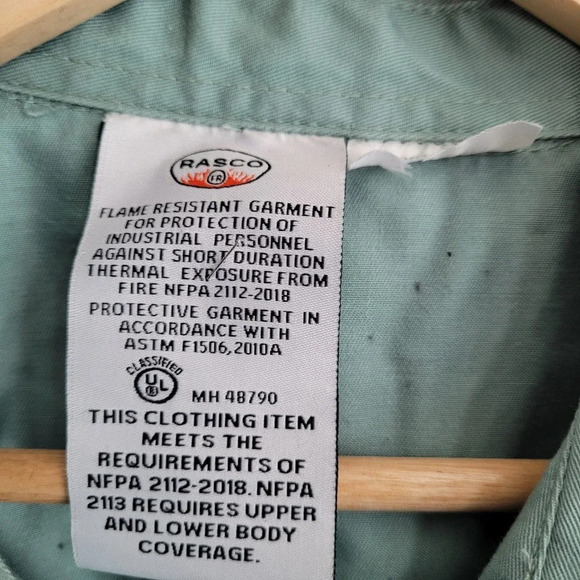 RASCO
FR
FLAME RESISTANT GARMENT
FOR PROTECTION OF
INDUSTRIAL PERSONNEL
AGAINST SHORT DURATION
THERMAL EXPOSURE FROM
FIRE NFPA 2112-2018
PROTECTIVE GARMENT IN
ACCORDANCE WITH
ASTM F1506, 2010A
CLASSIFIED
UL
MH 48790
THIS CLOTHING ITEM
MEETS THE
REQUIREMENTS OF
NFPA 2112-2018. NFPA
2113 REQUIRES UPPER
AND LOWER BODY
COVERAGE.